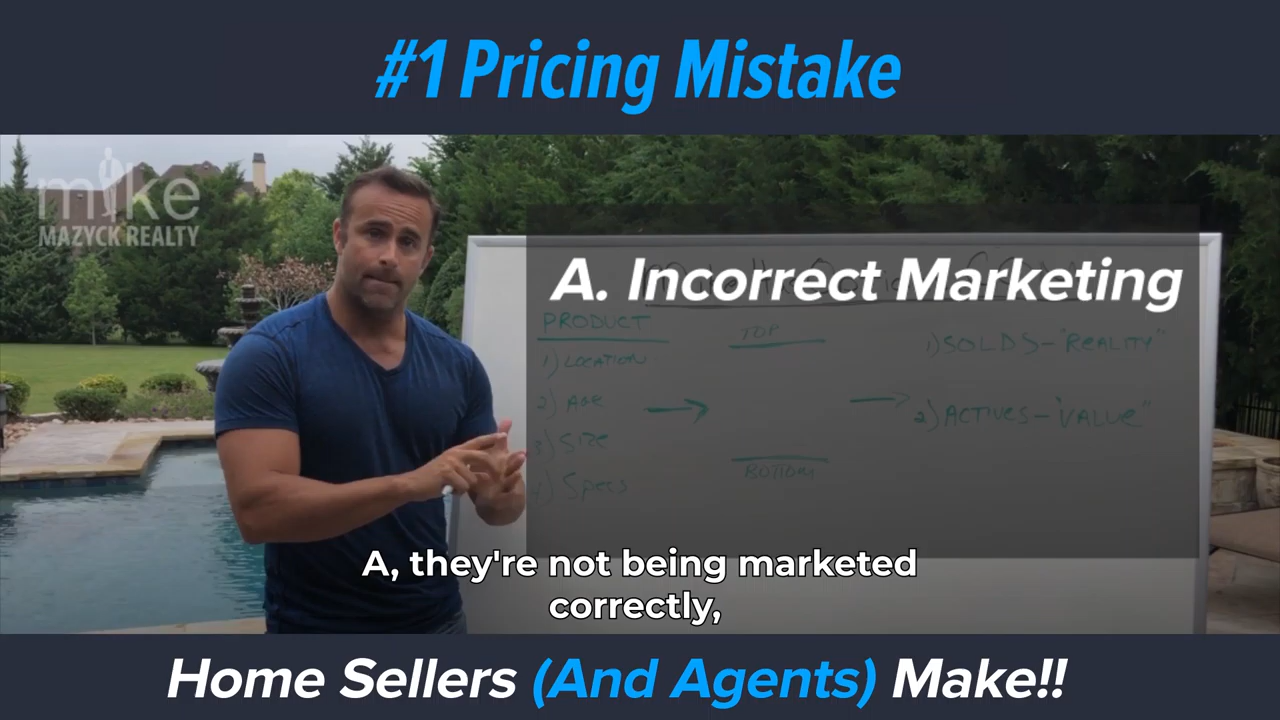 #1 Pricing Mistake
mike
MAZYCK REALTY
A. Incorrect Marketing
PRODUCT
1) LOCATION
2) AGE
3) SIZE
4) SPECS
TOP
BOTTOM
1) SOLDS - "REALITY"
2) ACTIVES - "VALUE"
A, they're not being marketed
correctly,
Home Sellers (And Agents) Make!!